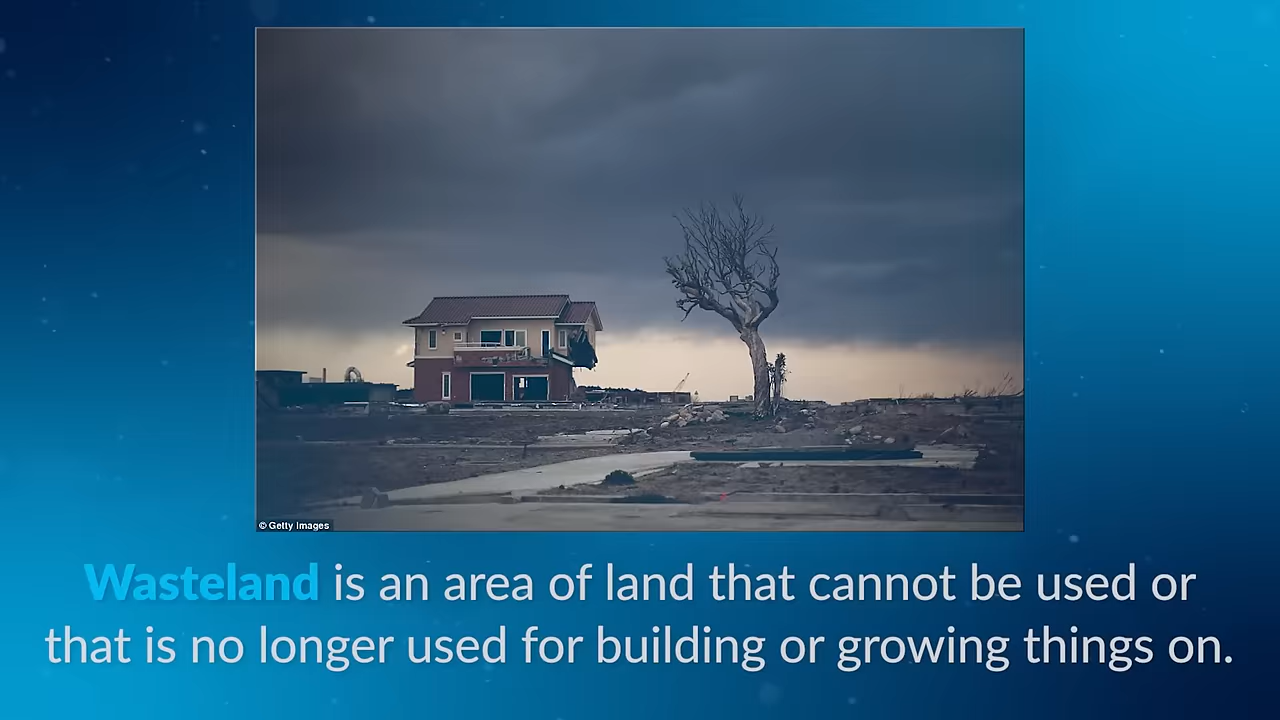 © Getty Images
Wasteland is an area of land that cannot be used or
that is no longer used for building or growing things on.